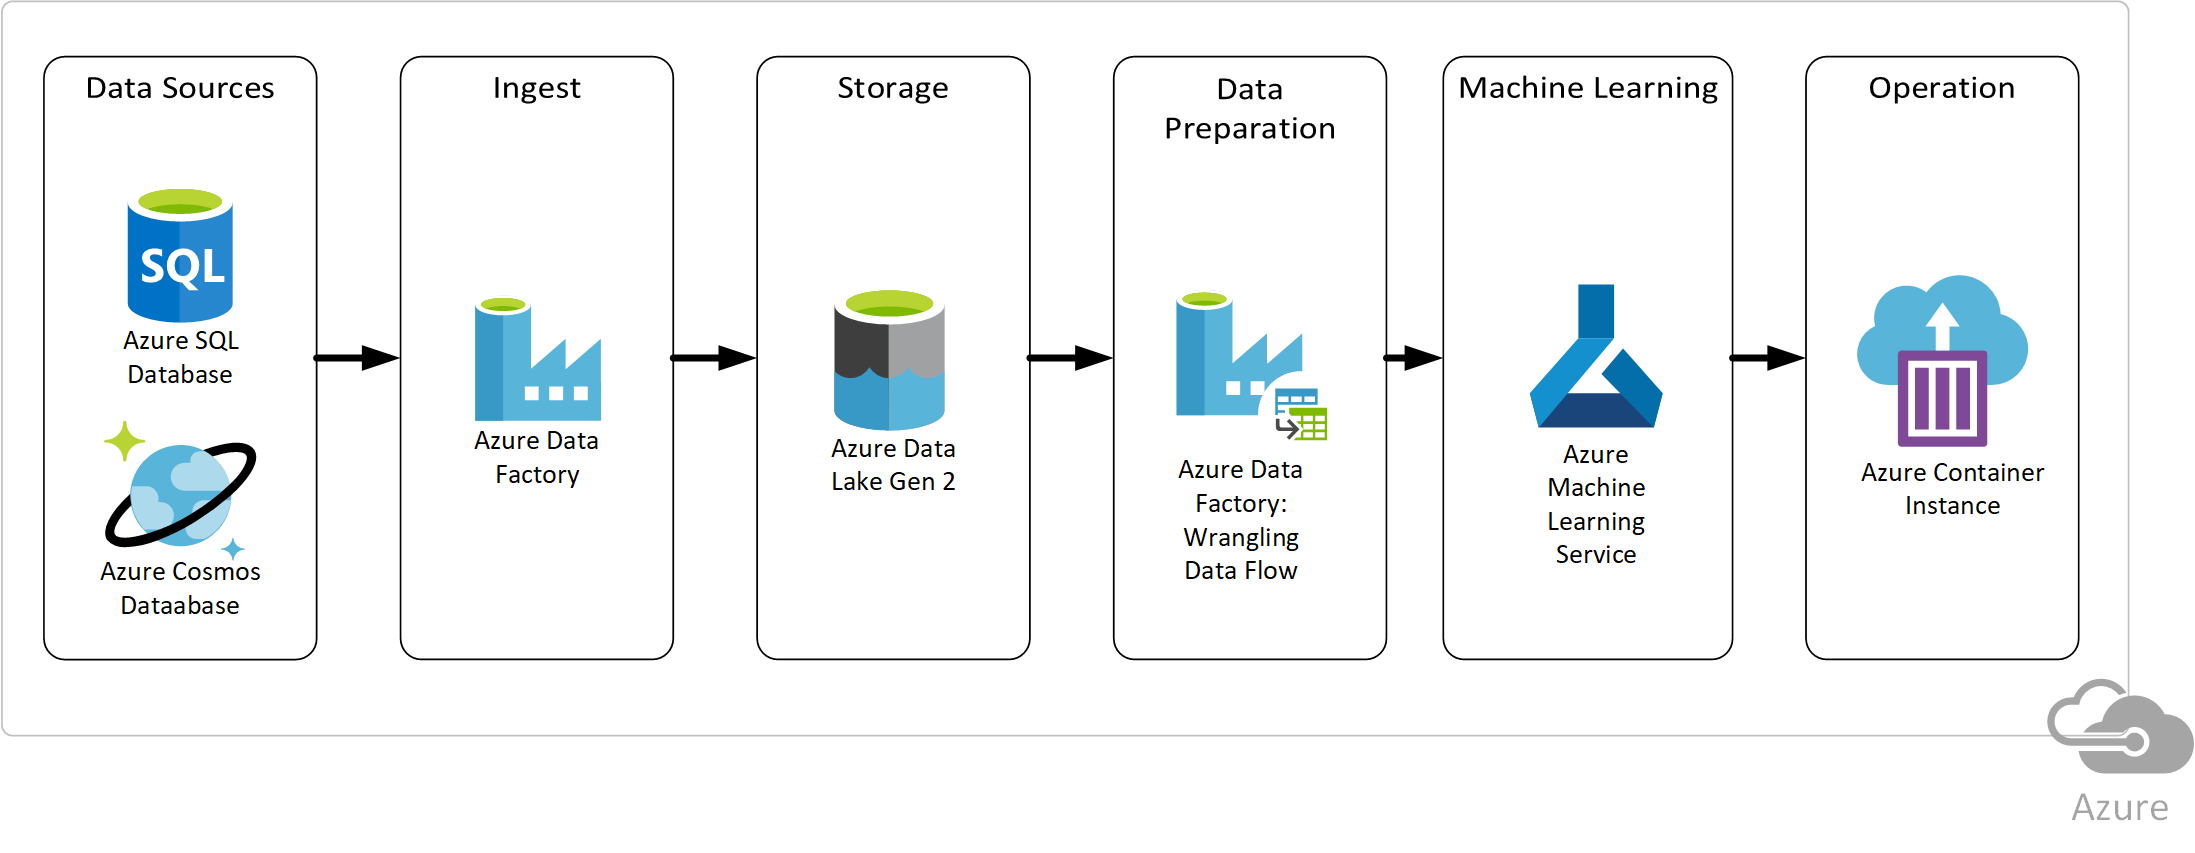 Data Sources
SQL
Azure SQL
Database
Azure Cosmos
Dataabase
Ingest
Azure Data
Factory
Storage
Azure Data
Lake Gen 2
Data
Preparation
Azure Data
Factory:
Wrangling
Data Flow
Machine Learning
Azure
Machine
Learning
Service
Operation
Azure Container
Instance
Azure